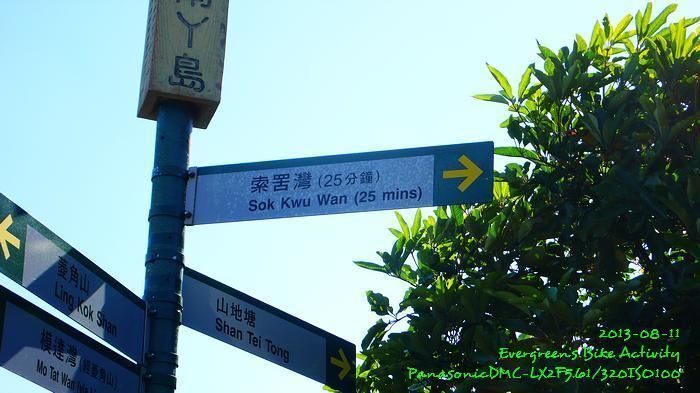 丫島
索罟灣 (25分鐘)
Sok Kwu Wan (25 mins)
菱角山
Ling Kok Shan
山地塘
Shan Tei Tong
模達灣
Mo Tat Wan
2013-08-11
Evergreen's Bike Activity
PanasonicDMC-LX2F5.61/320ISO100